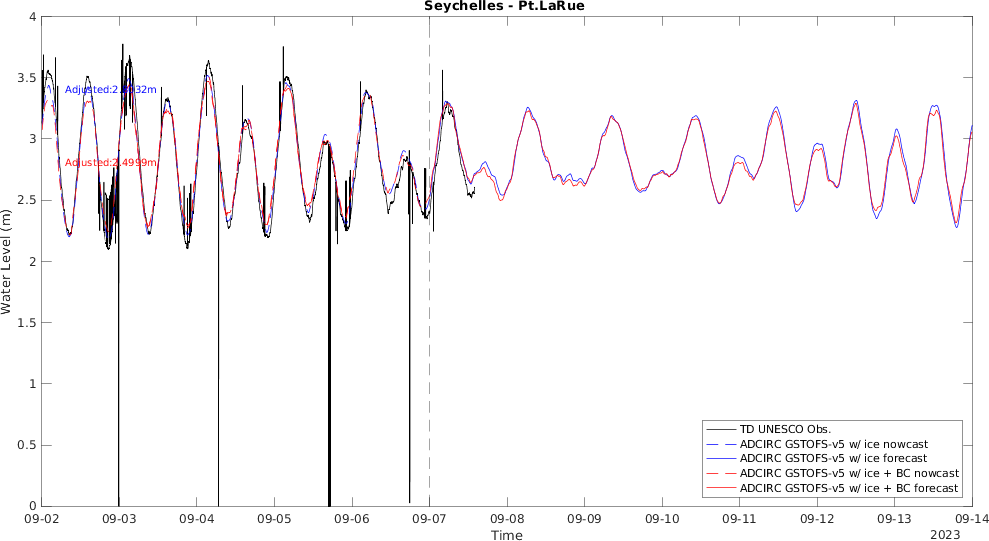 Seychelles - Pt.LaRue
4
3.5
3
2.5
2
1.5
1
0.5
0
Water Level (m)
Adjusted:2.4999m
09-02
09-03
09-04
09-05
09-06
09-07
09-08
09-09
09-10
09-11
09-12
09-13
09-14
Time
2023
TD UNESCO Obs.
ADCIRC GSTOFS-v5 w/ ice nowcast
ADCIRC GSTOFS-v5 w/ ice forecast
ADCIRC GSTOFS-v5 w/ ice + BC nowcast
ADCIRC GSTOFS-v5 w/ ice + BC forecast